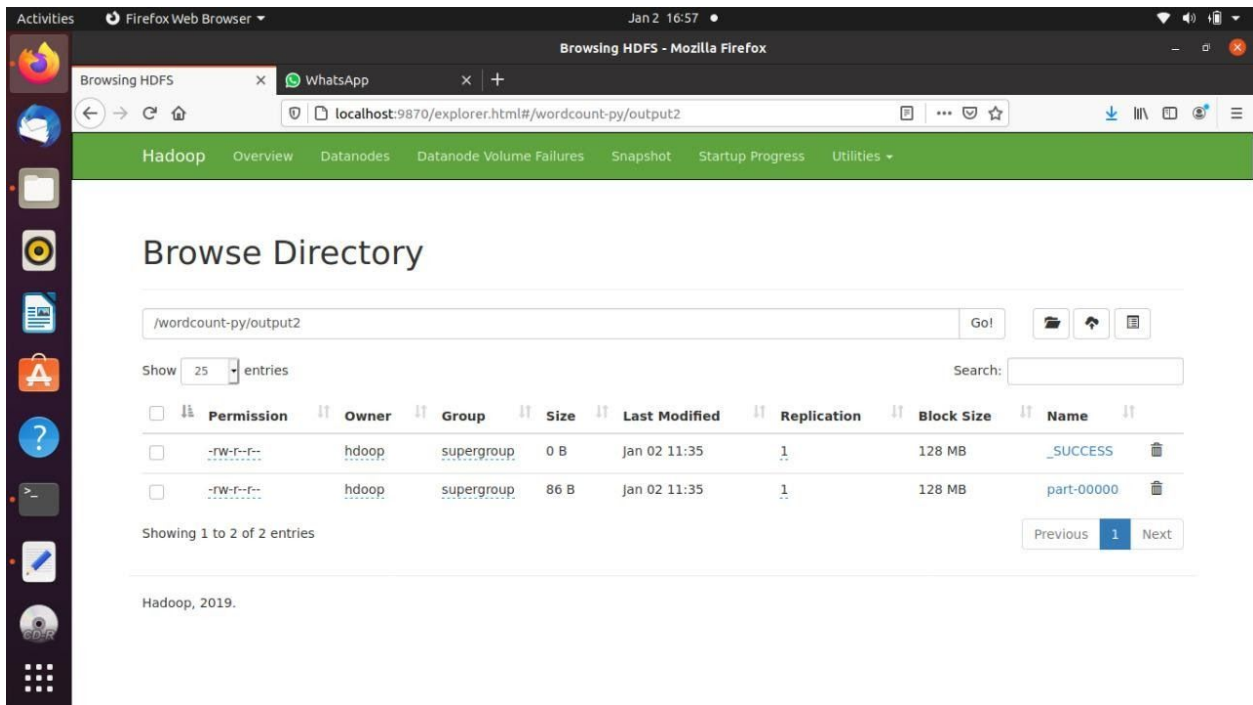 Activities Firefox Web Browser Jan 2 16:57
Browsing HDFS - Mozilla Firefox
Browsing HDFS WhatsApp
localhost:9870/explorer.html#/wordcount-py/output2
Hadoop Overview Datanodes Datanode Volume Failures Snapshot Startup Progress Utilities
Browse Directory
/wordcount-py/output2 Go!
Show 25 entries Search:
Permission Owner Group Size Last Modified Replication Block Size Name
-rw-r--r-- hdoop supergroup 0 B Jan 02 11:35 1 128 MB _SUCCESS
-rw-r--r-- hdoop supergroup 86 B Jan 02 11:35 1 128 MB part-00000
Showing 1 to 2 of 2 entries Previous 1 Next
Hadoop, 2019.
CD-R